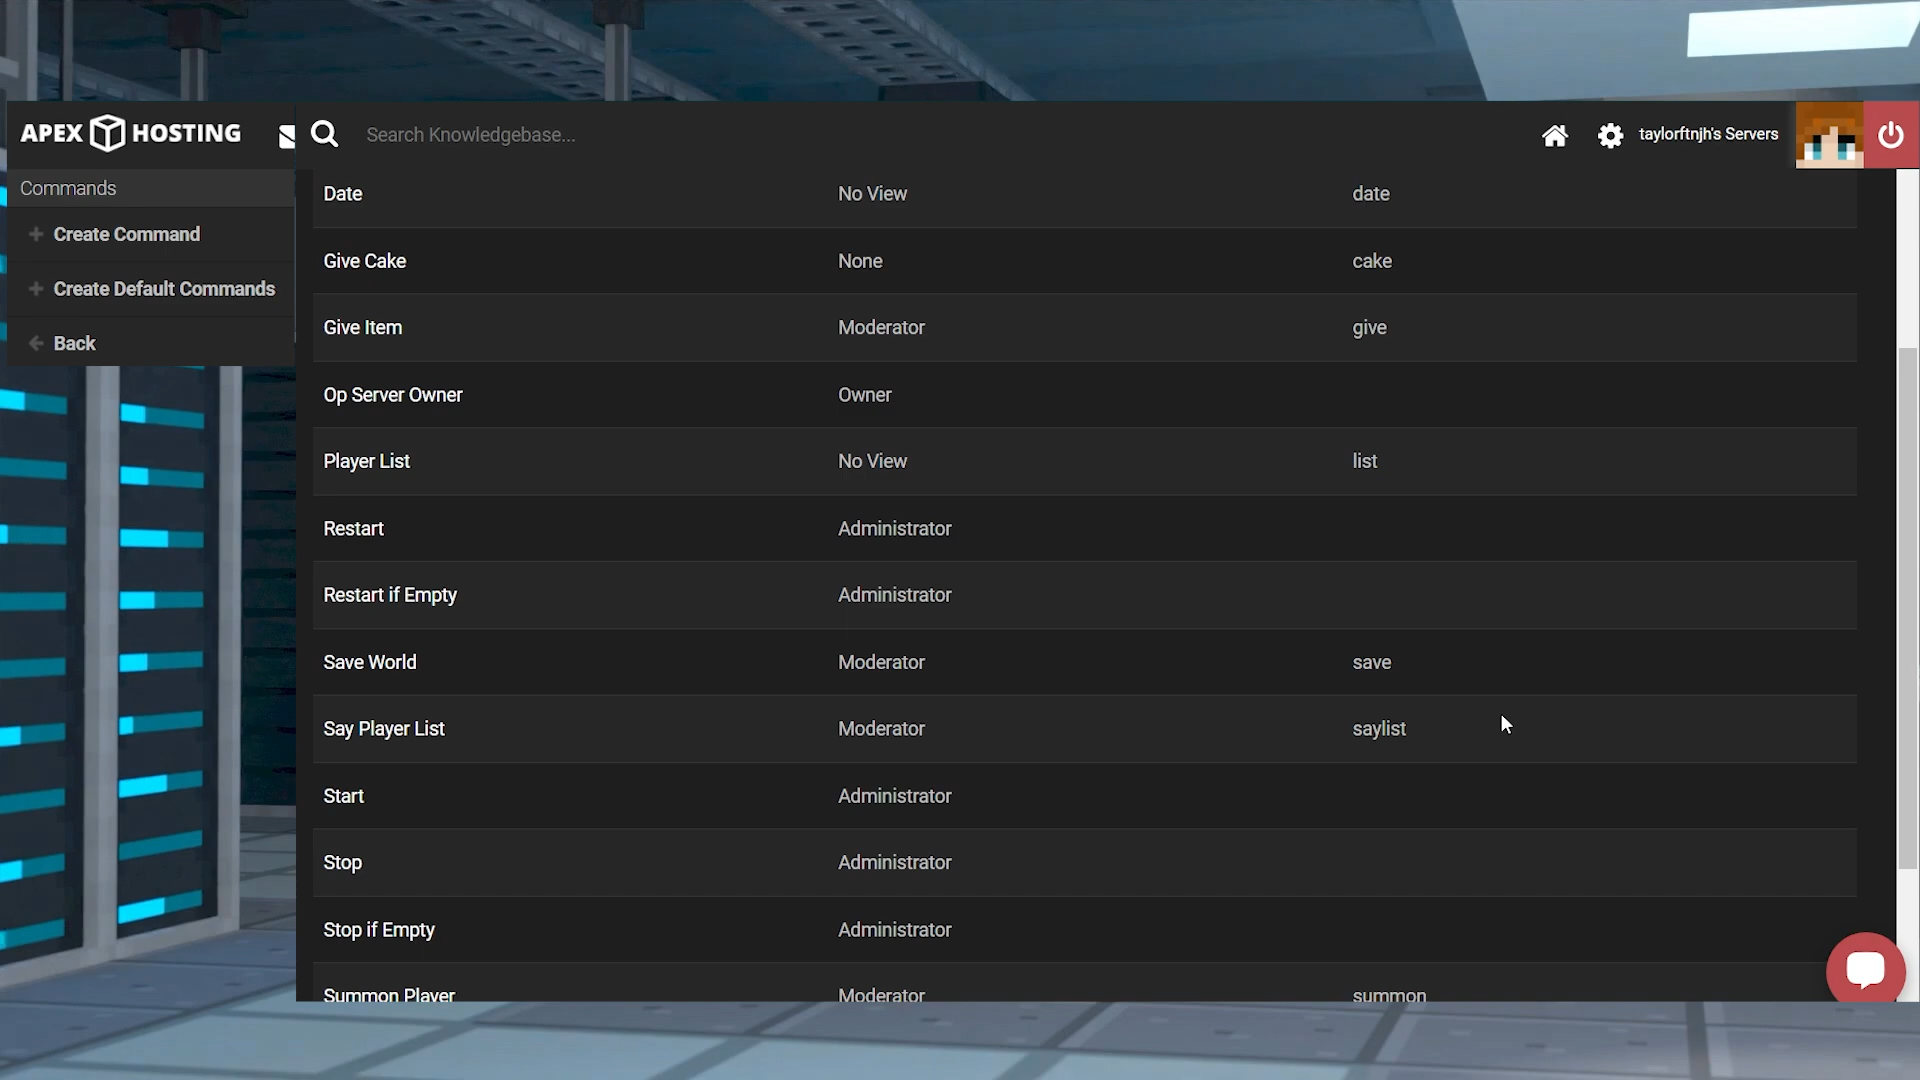 APEX HOSTING
Search Knowledgebase...
taylorftnjh's Servers
Commands
Create Command
Create Default Commands
Back
Date No View date
Give Cake None cake
Give Item Moderator give
Op Server Owner Owner
Player List No View list
Restart Administrator
Restart if Empty Administrator
Save World Moderator save
Say Player List Moderator saylist
Start Administrator
Stop Administrator
Stop if Empty Administrator
Summon Player Moderator summon